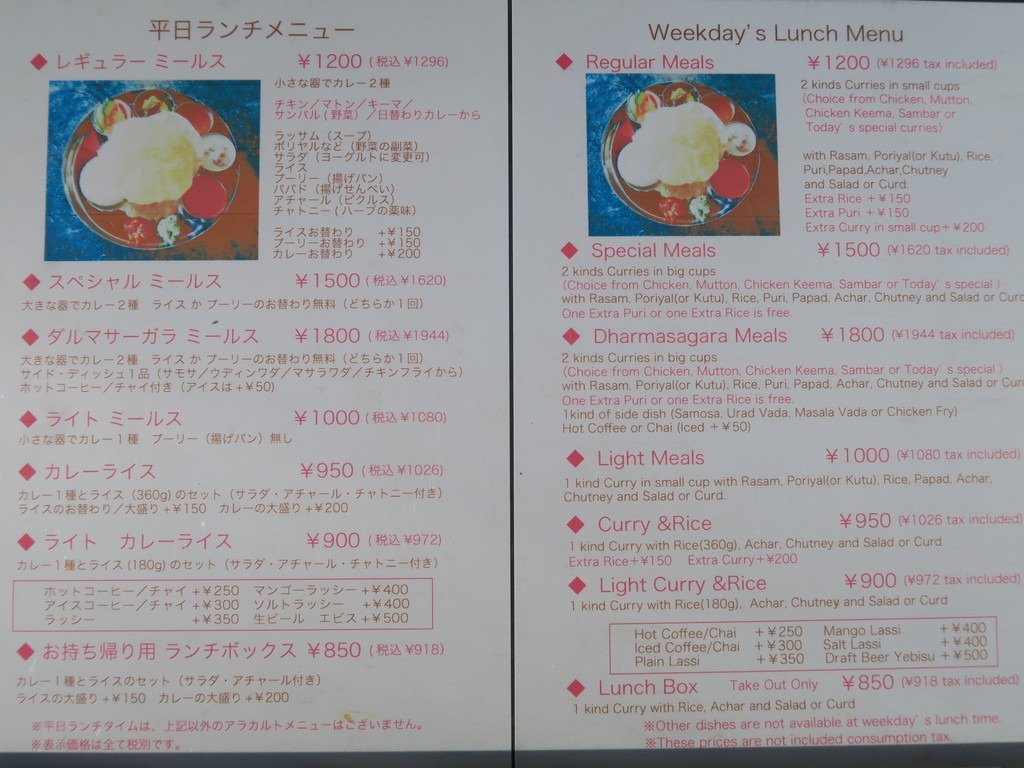 平日ランチメニュー
◆ レギュラー ミールス ￥1200 (税込 ¥1296)
小さな器でカレー２種
チキン／マトン／キーマ／
サンバル(野菜)／日替わりカレーから
ラッサム（スープ）
ポリヤルなど（野菜の副菜）
サラダ（ヨーグルトに変更可）
ライス
プーリー（揚げパン）
パパド（揚げせんべい）
アチャール（ピクルス）
チャトニー(ハーブの薬味)
ライスお替わり +￥150
プーリーお替わり +￥150
カレーお替わり +￥200
◆ スペシャル ミールス ￥1500 (税込 ¥1620)
大きな器でカレー２種 ライス か プーリーのお替わり無料（どちらか１回）
◆ ダルマサーガラ ミールス ￥1800 (税込 ¥1944)
大きな器でカレー２種 ライス か プーリーのお替わり無料（どちらか１回）
サイド・ディッシュ１品（サモサ／ウディンワダ／マサラワダ／チキンフライから）
ホットコーヒー／チャイ付き（アイスは +¥50)
◆ ライト ミールス ￥1000 (税込 ¥1080)
小さな器でカレー１種 プーリー（揚げパン）無し
◆ カレーライス ￥950 (税込 ¥1026)
カレー１種とライス (360g) のセット（サラダ・アチャール・チャトニー付き）
ライスのお替わり／大盛り +￥150 カレーの大盛り +￥200
◆ ライト カレーライス ￥900 (税込 ¥972)
カレー１種とライス (180g) のセット（サラダ・アチャール・チャトニー付き）
ホットコーヒー／チャイ +￥250 マンゴーラッシー +￥400
アイスコーヒー／チャイ +￥300 ソルトラッシー +￥400
ラッシー +￥350 生ビール エビス +￥500
◆ お持ち帰り用 ランチボックス ￥850 (税込 ¥918)
カレー１種とライスのセット（サラダ・アチャール付き）
ライスの大盛り +￥150 カレーの大盛り +￥200
※平日ランチタイムは、上記以外のアラカルトメニューはございません。
※表示価格は全て税別です。
Weekday's Lunch Menu
◆ Regular Meals ￥1200 (¥1296 tax included)
2 kinds Curries in small cups
(Choice from Chicken, Mutton,
Chicken Keema, Sambar or
Today's special curries)
with Rasam, Poriyal(or Kutu), Rice,
Puri,Papad,Achar,Chutney
and Salad or Curd.
Extra Rice +￥150
Extra Puri +￥150
Extra Curry in small cup+￥200
◆ Special Meals ￥1500 (¥1620 tax included)
2 kinds Curries in big cups
(Choice from Chicken, Mutton, Chicken Keema, Sambar or Today's special )
with Rasam, Poriyal(or Kutu), Rice, Puri, Papad, Achar, Chutney and Salad or Curd
One Extra Puri or one Extra Rice is free.
◆ Dharmasagara Meals ￥1800 (¥1944 tax included)
2 kinds Curries in big cups
(Choice from Chicken, Mutton, Chicken Keema, Sambar or Today's special )
with Rasam, Poriyal(or Kutu), Rice, Puri, Papad, Achar, Chutney and Salad or Curd
One Extra Puri or one Extra Rice is free.
1kind of side dish (Samosa, Urad Vada, Masala Vada or Chicken Fry)
Hot Coffee or Chai (Iced +¥50)
◆ Light Meals ￥1000 (¥1080 tax included)
1 kind Curry in small cup with Rasam, Poriyal(or Kutu), Rice, Papad, Achar,
Chutney and Salad or Curd.
◆ Curry &Rice ￥950 (¥1026 tax included)
1 kind Curry with Rice(360g), Achar, Chutney and Salad or Curd
Extra Rice+￥150 Extra Curry+￥200
◆ Light Curry &Rice ￥900 (¥972 tax included)
1 kind Curry with Rice(180g), Achar, Chutney and Salad or Curd
Hot Coffee/Chai +￥250 Mango Lassi +￥400
Iced Coffee/Chai +￥300 Salt Lassi +￥400
Plain Lassi +￥350 Draft Beer Yebisu +￥500
◆ Lunch Box Take Out Only ￥850 (¥918 tax included)
1 kind Curry with Rice, Achar and Salad or Curd
※Other dishes are not available at weekday's lunch time.
※These prices are not included consumption tax.